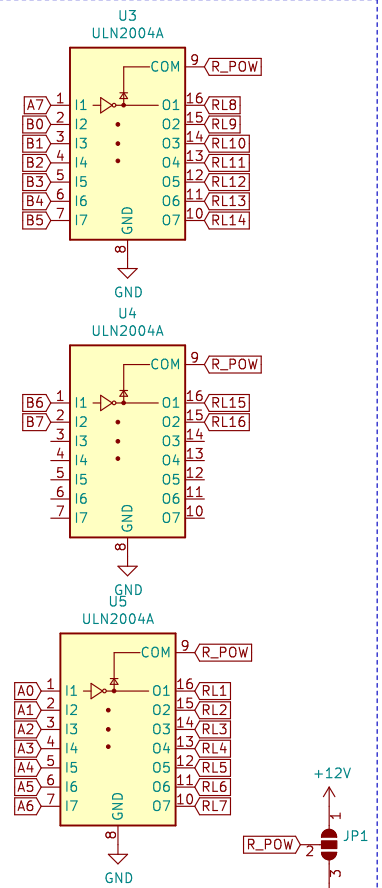 U3
ULN2004A
COM 9 R_POW
A7 1 I1 O1 16 RL8
B0 2 I2 O2 15 RL9
B1 3 I3 O3 14 RL10
B2 4 I4 O4 13 RL11
B3 5 I5 O5 12 RL12
B4 6 I6 O6 11 RL13
B5 7 I7 O7 10 RL14
GND
8
GND
U4
ULN2004A
COM 9 R_POW
B6 1 I1 O1 16 RL15
B7 2 I2 O2 15 RL16
3 I3 O3 14
4 I4 O4 13
5 I5 O5 12
6 I6 O6 11
7 I7 O7 10
GND
8
GND
U5
ULN2004A
COM 9 R_POW
A0 1 I1 O1 16 RL1
A1 2 I2 O2 15 RL2
A2 3 I3 O3 14 RL3
A3 4 I4 O4 13 RL4
A4 5 I5 O5 12 RL5
A5 6 I6 O6 11 RL6
A6 7 I7 O7 10 RL7
GND
8
GND
+12V
1
JP1
R_POW 2
3